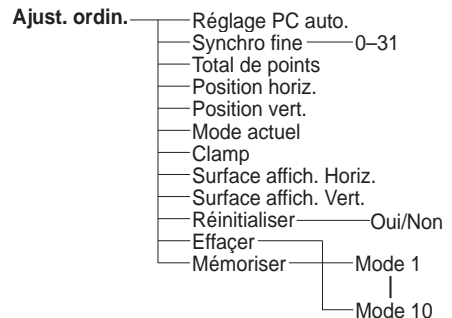 Ajust. ordin. Réglage PC auto.
Synchro fine 0–31
Total de points
Position horiz.
Position vert.
Mode actuel
Clamp
Surface affich. Horiz.
Surface affich. Vert.
Réinitialiser Oui/Non
Effaçer
Mémoriser Mode 1
Mode 10